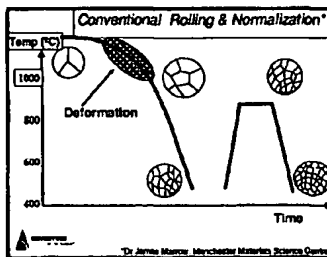 Conventional Rolling & Normalization*
Temp (°C)
1000
Deformation
800
600
400
Time
*Dr James Marrow, Manchester Materials Science Centre